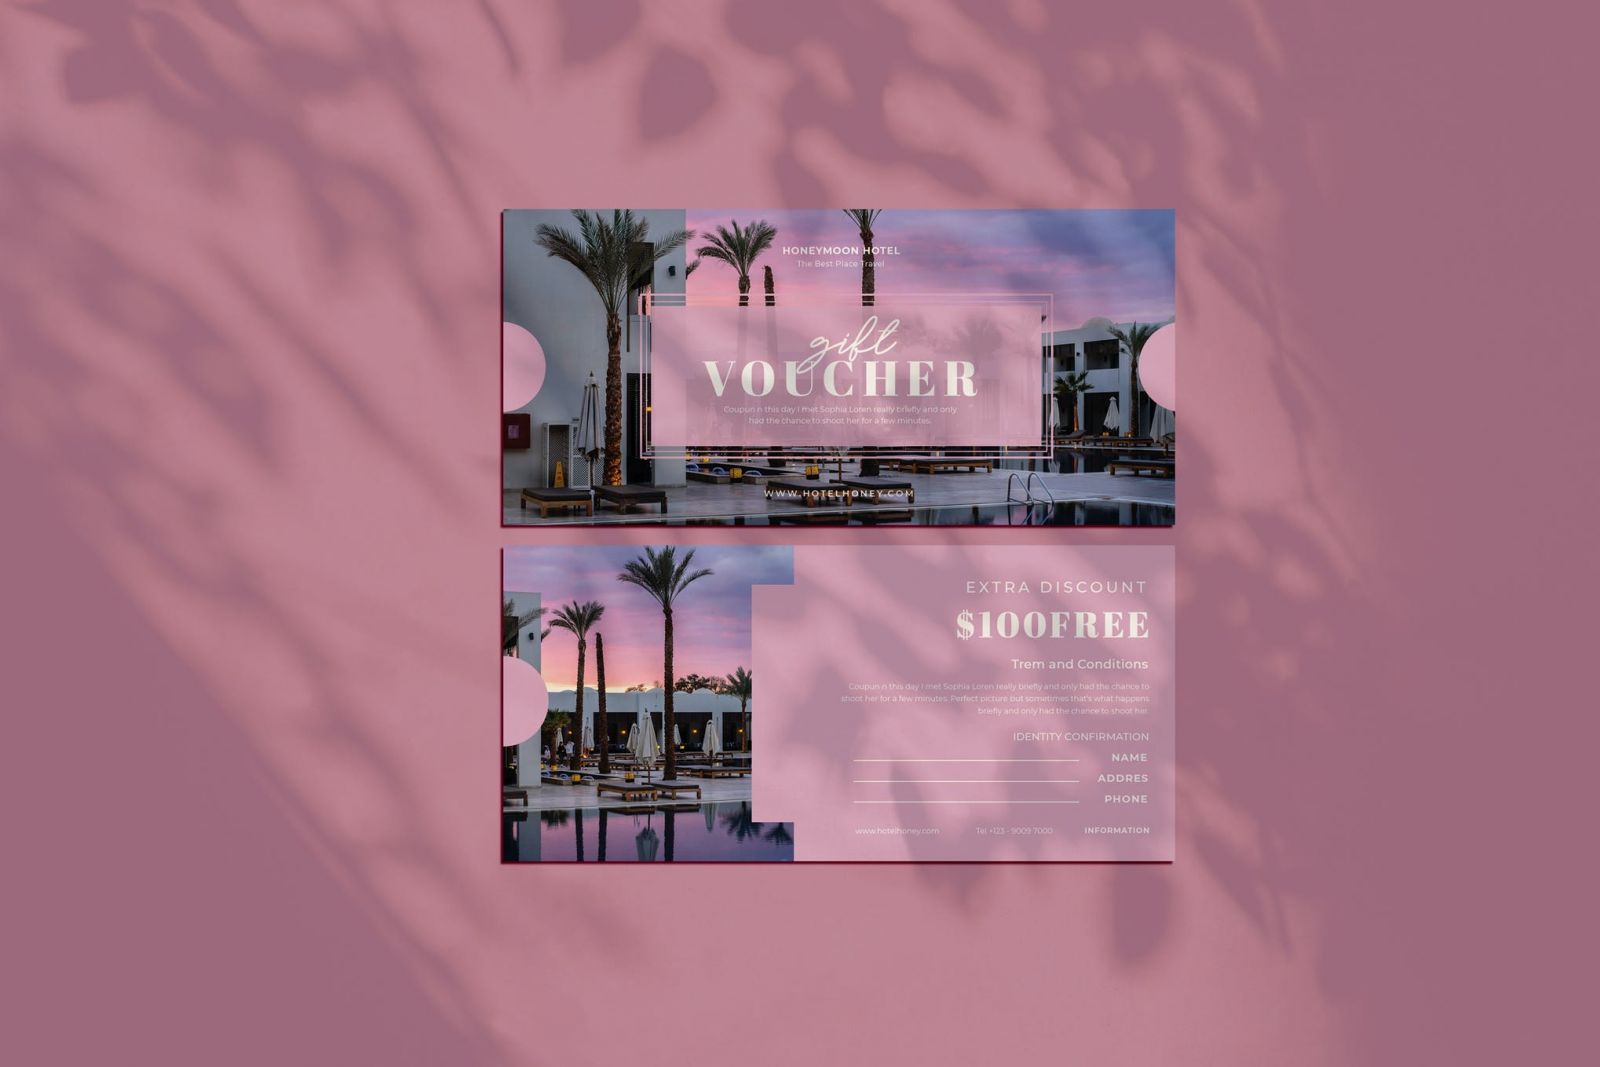 HONEYMOON HOTEL
The Best Place Travel
gift
VOUCHER
Coupun n this day I met Sophia Loren really briefly and only
had the chance to shoot her for a few minutes.
WWW.HOTELHONEY.COM
EXTRA DISCOUNT
$100FREE
Trem and Conditions
Coupun n this day I met Sophia Loren really briefly and only had the chance to
shoot her for a few minutes. Perfect picture but sometimes that's what happens
briefly and only had the chance to shoot her.
IDENTITY CONFIRMATION
NAME
ADDRES
PHONE
www.hotelhoney.com Tel +123 - 9009 7000 INFORMATION